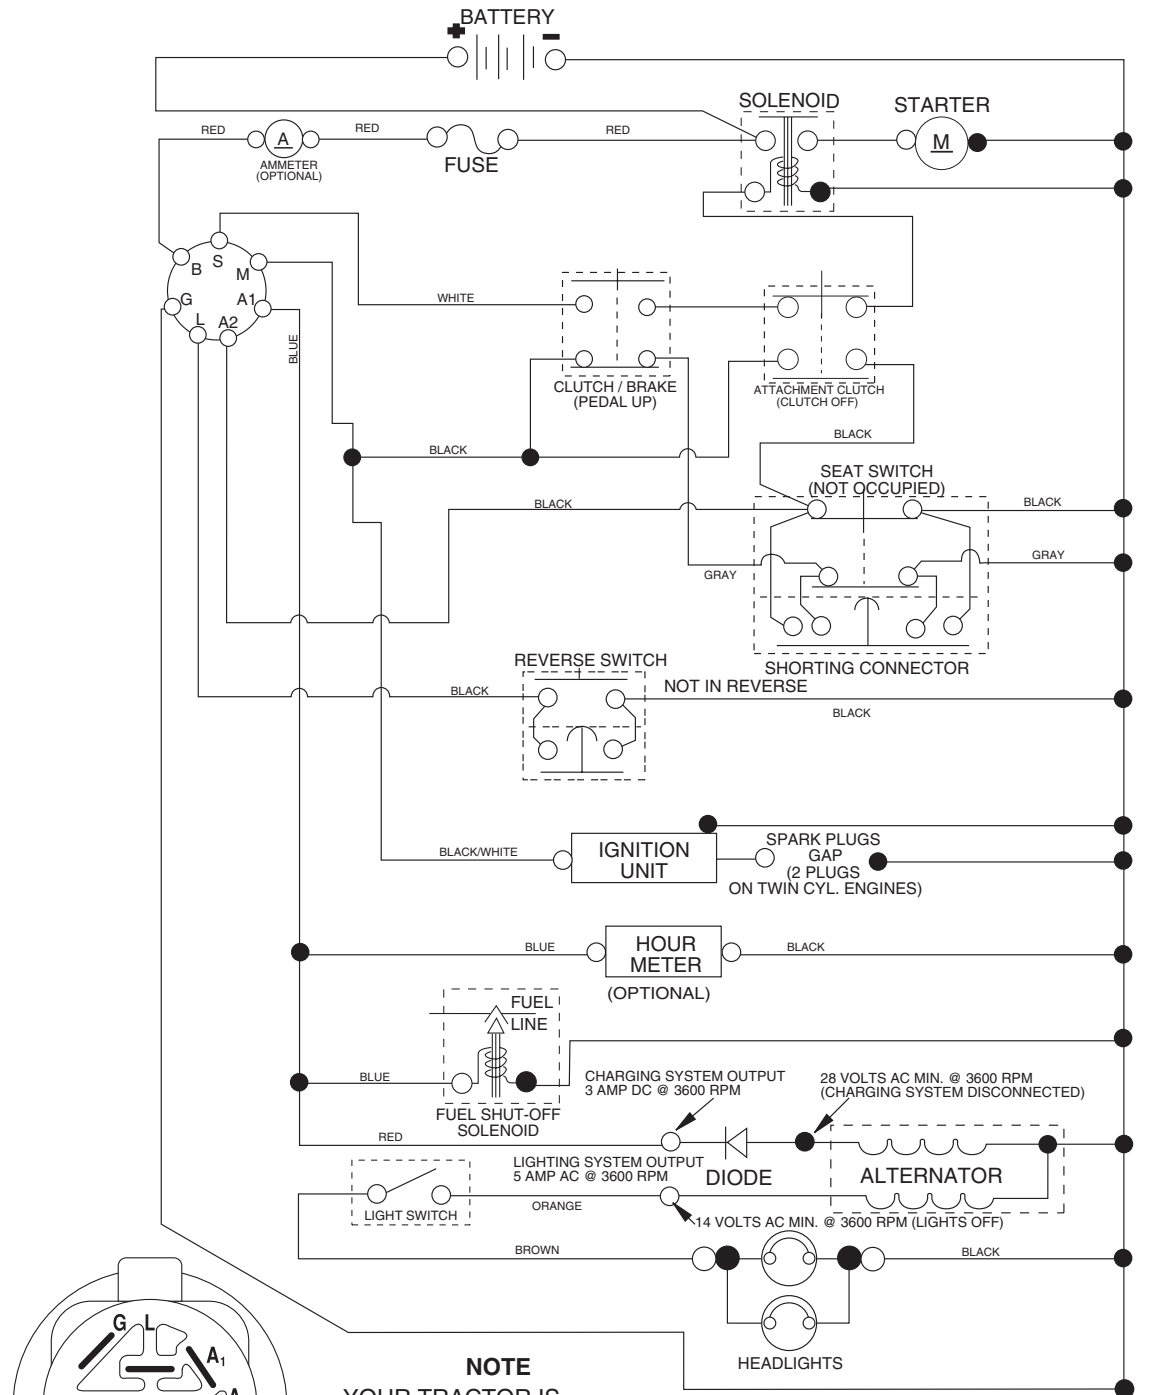 BATTERY
SOLENOID
STARTER
RED
A
RED
RED
M
AMMETER
(OPTIONAL)
FUSE
S
B
M
G
A1
L
A2
BLUE
WHITE
CLUTCH / BRAKE
(PEDAL UP)
ATTACHMENT CLUTCH
(CLUTCH OFF)
BLACK
BLACK
SEAT SWITCH
(NOT OCCUPIED)
BLACK
BLACK
GRAY
GRAY
SHORTING CONNECTOR
REVERSE SWITCH
NOT IN REVERSE
BLACK
BLACK
BLACK/WHITE
IGNITION
UNIT
SPARK PLUGS
GAP
(2 PLUGS
ON TWIN CYL. ENGINES)
BLUE
HOUR
METER
BLACK
(OPTIONAL)
FUEL
LINE
BLUE
FUEL SHUT-OFF
SOLENOID
CHARGING SYSTEM OUTPUT
3 AMP DC @ 3600 RPM
28 VOLTS AC MIN. @ 3600 RPM
(CHARGING SYSTEM DISCONNECTED)
RED
LIGHTING SYSTEM OUTPUT
5 AMP AC @ 3600 RPM
DIODE
ALTERNATOR
LIGHT SWITCH
ORANGE
14 VOLTS AC MIN. @ 3600 RPM (LIGHTS OFF)
BROWN
BLACK
HEADLIGHTS
G
L
A1
NOTE
YOUR TRACTOR IS